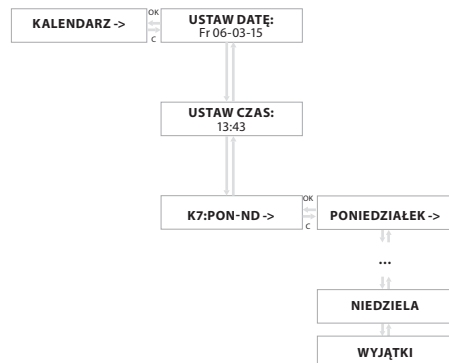 KALENDARZ ->
OK
C
USTAW DATĘ:
Fr 06-03-15
USTAW CZAS:
13:43
K7:PON-ND ->
OK
C
PONIEDZIAŁEK ->
...
NIEDZIELA
WYJĄTKI